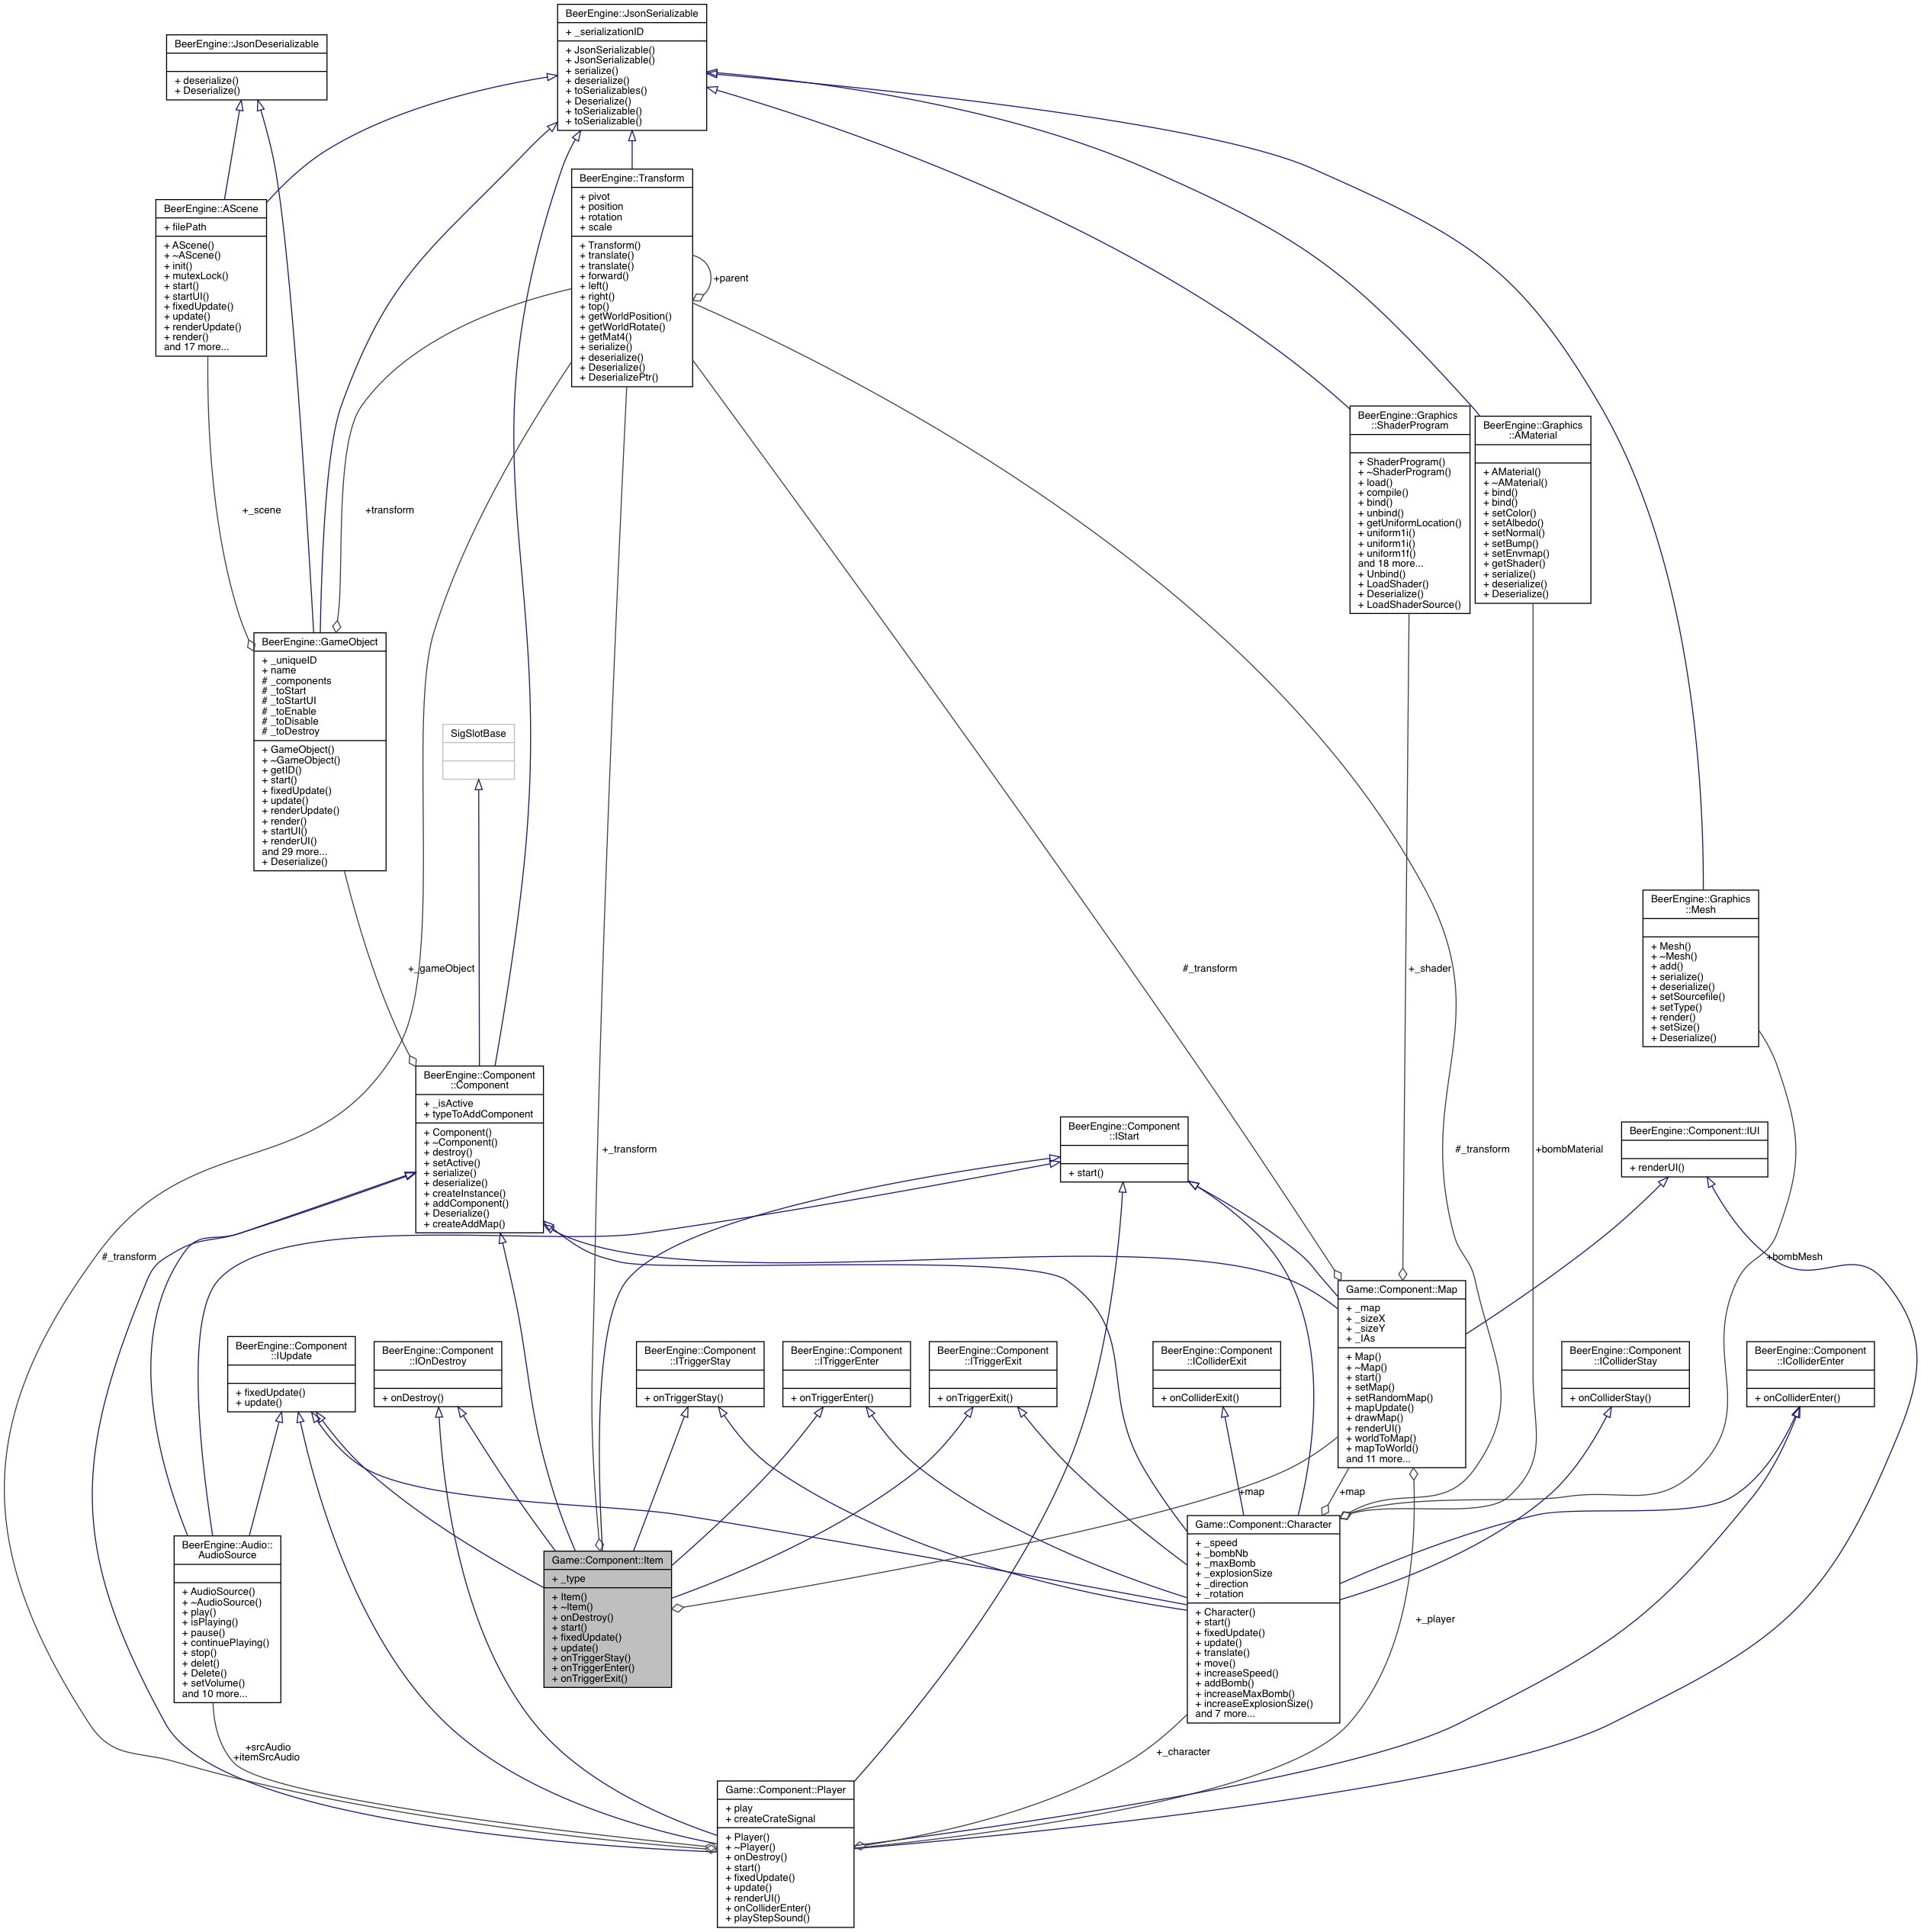 BeerEngine::JsonSerializable
+ _serializationID
+ JsonSerializable()
+ JsonSerializable()
+ serialize()
+ deserialize()
+ toSerializables()
+ Deserialize()
+ toSerializable()
+ toSerializable()
BeerEngine::JsonDeserializable
+ deserialize()
+ Deserialize()
BeerEngine::Transform
+ pivot
+ position
+ rotation
+ scale
+ Transform()
+ translate()
+ translate()
+ forward()
+ left()
+ right()
+ top()
+ getWorldPosition()
+ getWorldRotate()
+ getMat4()
+ serialize()
+ deserialize()
+ Deserialize()
+ DeserializePtr()
+parent
BeerEngine::AScene
+ filePath
+ AScene()
+ ~AScene()
+ init()
+ mutexLock()
+ start()
+ startUI()
+ fixedUpdate()
+ update()
+ renderUpdate()
+ render()
and 17 more...
BeerEngine::Graphics
::ShaderProgram
+ ShaderProgram()
+ ~ShaderProgram()
+ load()
+ compile()
+ bind()
+ unbind()
+ getUniformLocation()
+ uniform1i()
+ uniform1i()
+ uniform1f()
and 18 more...
+ Unbind()
+ LoadShader()
+ Deserialize()
+ LoadShaderSource()
BeerEngine::Graphics
::AMaterial
+ AMaterial()
+ ~AMaterial()
+ bind()
+ bind()
+ setColor()
+ setAlbedo()
+ setNormal()
+ setBump()
+ setEnvmap()
+ getShader()
+ serialize()
+ deserialize()
+ Deserialize()
+_scene
+transform
BeerEngine::GameObject
+ _uniqueID
+ name
# _components
# _toStart
# _toStartUI
# _toEnable
# _toDisable
# _toDestroy
+ GameObject()
+ ~GameObject()
+ getID()
+ start()
+ fixedUpdate()
+ update()
+ renderUpdate()
+ render()
+ startUI()
+ renderUI()
and 29 more...
+ Deserialize()
SigSlotBase
BeerEngine::Graphics
::Mesh
+ Mesh()
+ ~Mesh()
+ add()
+ serialize()
+ deserialize()
+ setSourcefile()
+ setType()
+ render()
+ setSize()
+ Deserialize()
+_gameObject
#_transform
+_shader
BeerEngine::Component
::Component
+ _isActive
+ typeToAddComponent
+ Component()
+ ~Component()
+ destroy()
+ setActive()
+ serialize()
+ deserialize()
+ createInstance()
+ addComponent()
+ Deserialize()
+ createAddMap()
+_transform
BeerEngine::Component
::IStart
+ start()
#_transform
+bombMaterial
BeerEngine::Component::IUI
+ renderUI()
#_transform
+bombMesh
Game::Component::Map
+ _map
+ _sizeX
+ _sizeY
+ _IAs
+ Map()
+ ~Map()
+ start()
+ setMap()
+ setRandomMap()
+ mapUpdate()
+ drawMap()
+ renderUI()
+ worldToMap()
+ mapToWorld()
and 11 more...
BeerEngine::Component
::IUpdate
+ fixedUpdate()
+ update()
BeerEngine::Component
::IOnDestroy
+ onDestroy()
BeerEngine::Component
::ITriggerStay
+ onTriggerStay()
BeerEngine::Component
::ITriggerEnter
+ onTriggerEnter()
BeerEngine::Component
::ITriggerExit
+ onTriggerExit()
BeerEngine::Component
::IColliderExit
+ onColliderExit()
BeerEngine::Component
::IColliderStay
+ onColliderStay()
BeerEngine::Component
::IColliderEnter
+ onColliderEnter()
+map
+map
BeerEngine::Audio::
AudioSource
+ AudioSource()
+ ~AudioSource()
+ play()
+ isPlaying()
+ pause()
+ continuePlaying()
+ stop()
+ delet()
+ Delete()
+ setVolume()
and 10 more...
Game::Component::Item
+ _type
+ Item()
+ ~Item()
+ onDestroy()
+ start()
+ fixedUpdate()
+ update()
+ onTriggerStay()
+ onTriggerEnter()
+ onTriggerExit()
Game::Component::Character
+ _speed
+ _bombNb
+ _maxBomb
+ _explosionSize
+ _direction
+ _rotation
+ Character()
+ start()
+ fixedUpdate()
+ update()
+ translate()
+ move()
+ increaseSpeed()
+ addBomb()
+ increaseMaxBomb()
+ increaseExplosionSize()
and 7 more...
+_player
+srcAudio
+itemSrcAudio
+_character
Game::Component::Player
+ play
+ createCrateSignal
+ Player()
+ ~Player()
+ onDestroy()
+ start()
+ fixedUpdate()
+ update()
+ renderUI()
+ onColliderEnter()
+ playStepSound()